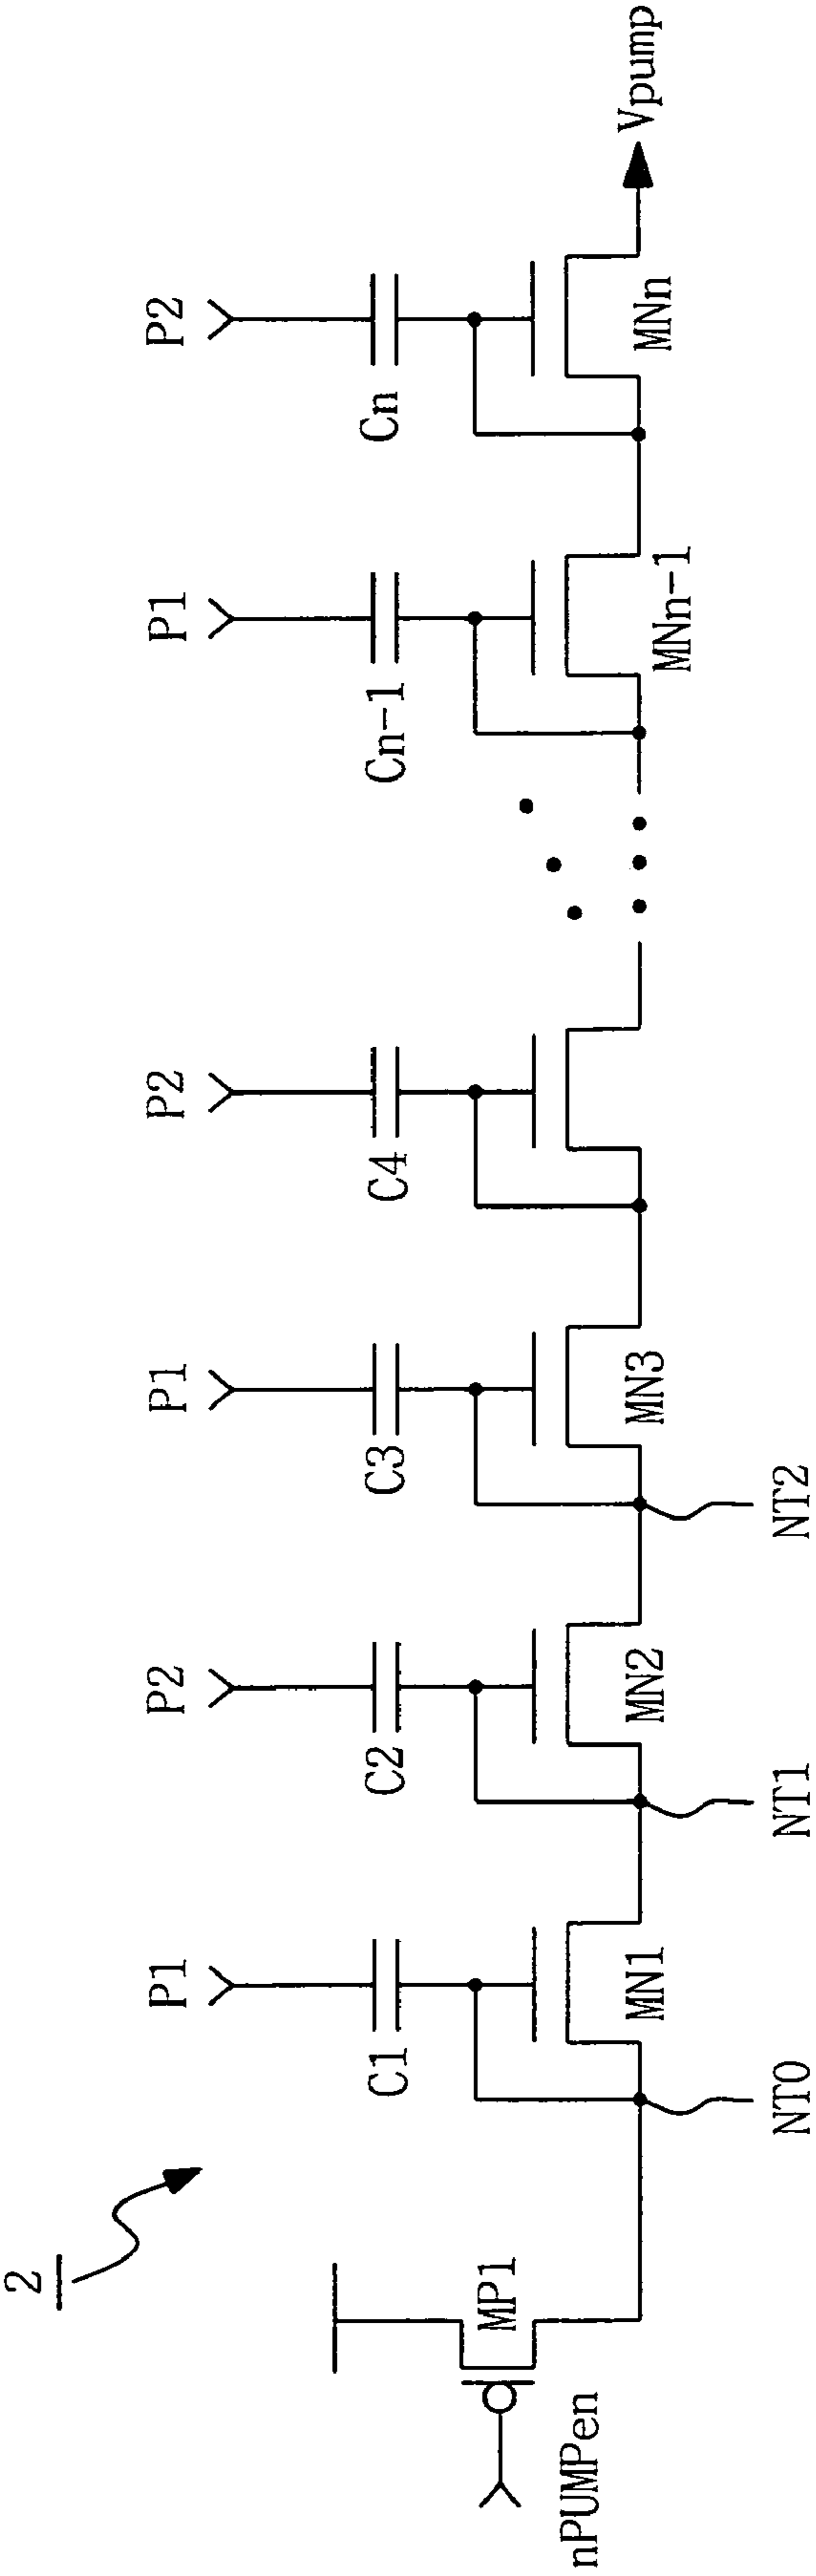 2
P1
P2
P1
P2
P1
P2
C1
C2
C3
C4
Cn-1
Cn
MP1
MN1
MN2
MN3
MNn-1
MNn
Vpump
nPUMPen
NT0
NT1
NT2